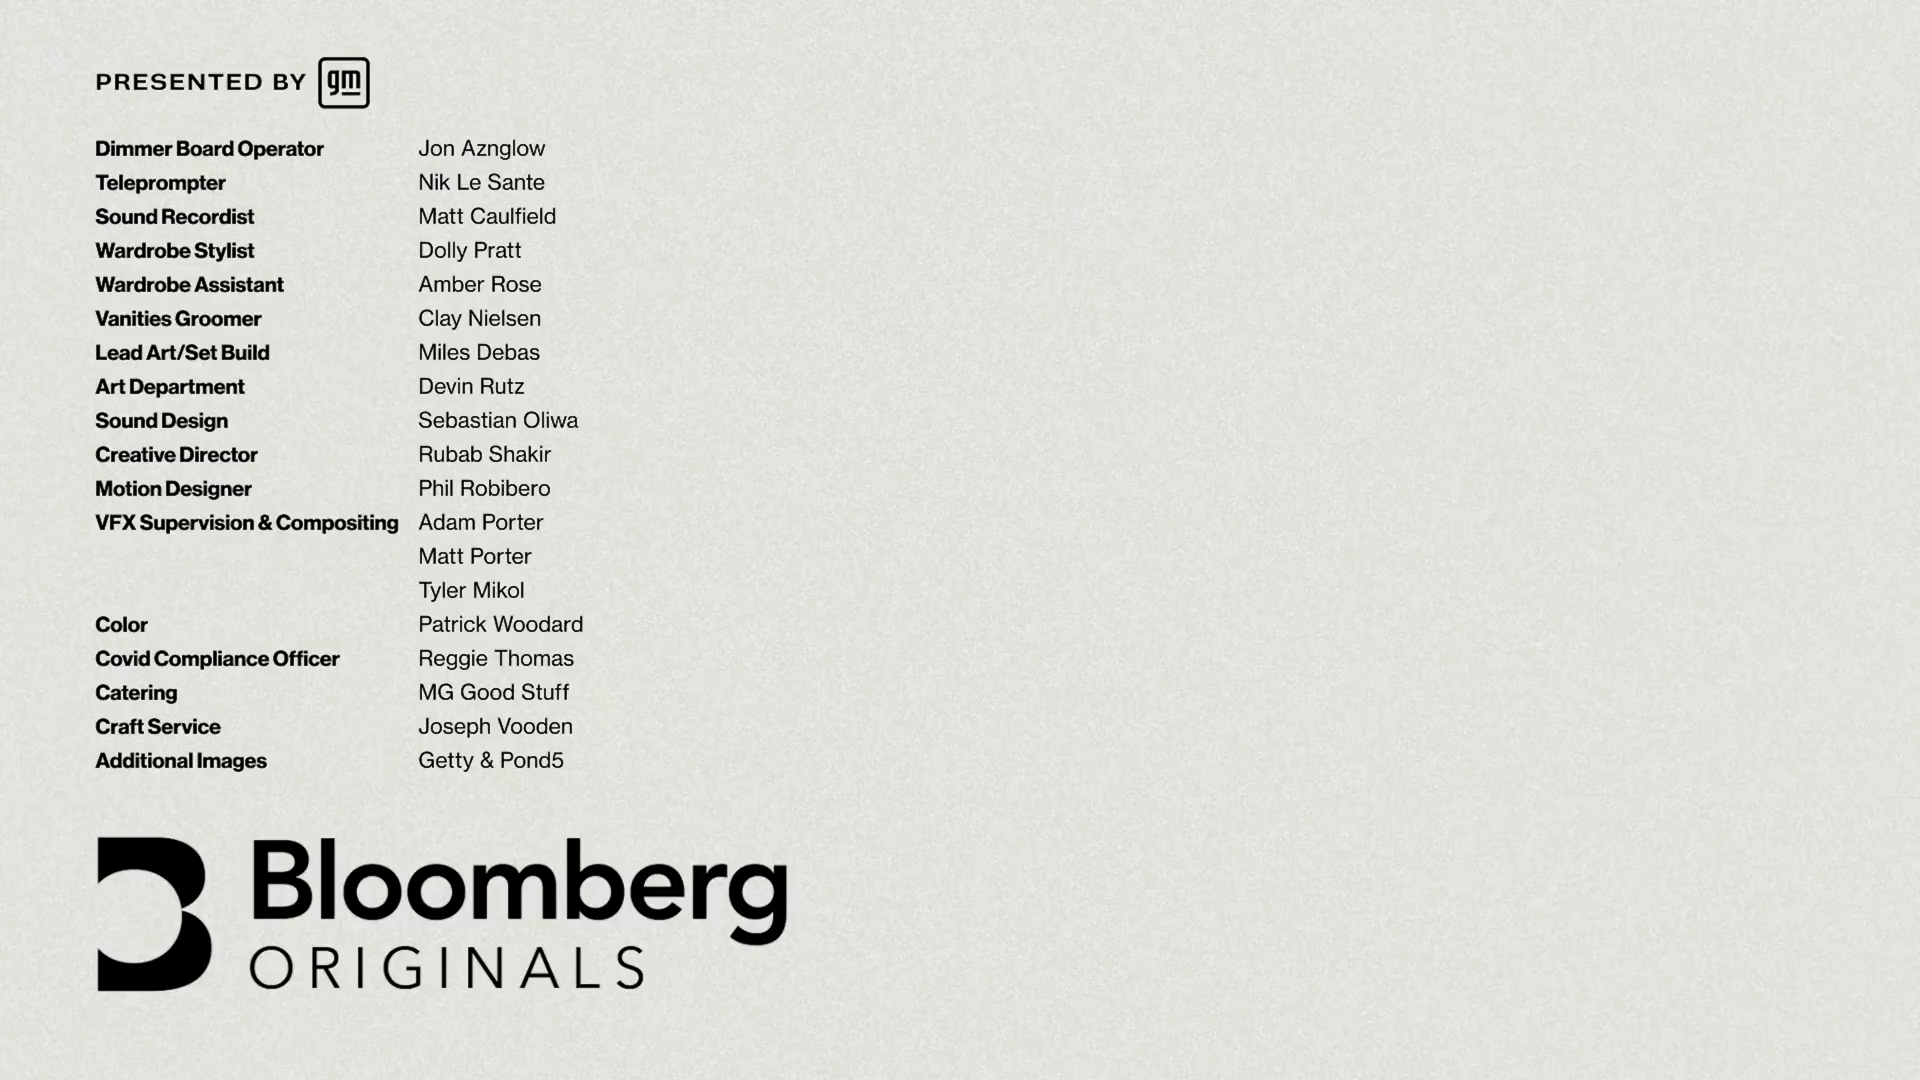 PRESENTED BY gm
Dimmer Board Operator Jon Aznglow
Teleprompter Nik Le Sante
Sound Recordist Matt Caulfield
Wardrobe Stylist Dolly Pratt
Wardrobe Assistant Amber Rose
Vanities Groomer Clay Nielsen
Lead Art/Set Build Miles Debas
Art Department Devin Rutz
Sound Design Sebastian Oliwa
Creative Director Rubab Shakir
Motion Designer Phil Robibero
VFX Supervision & Compositing Adam Porter
Matt Porter
Tyler Mikol
Color Patrick Woodard
Covid Compliance Officer Reggie Thomas
Catering MG Good Stuff
Craft Service Joseph Vooden
Additional Images Getty & Pond5
Bloomberg
ORIGINALS